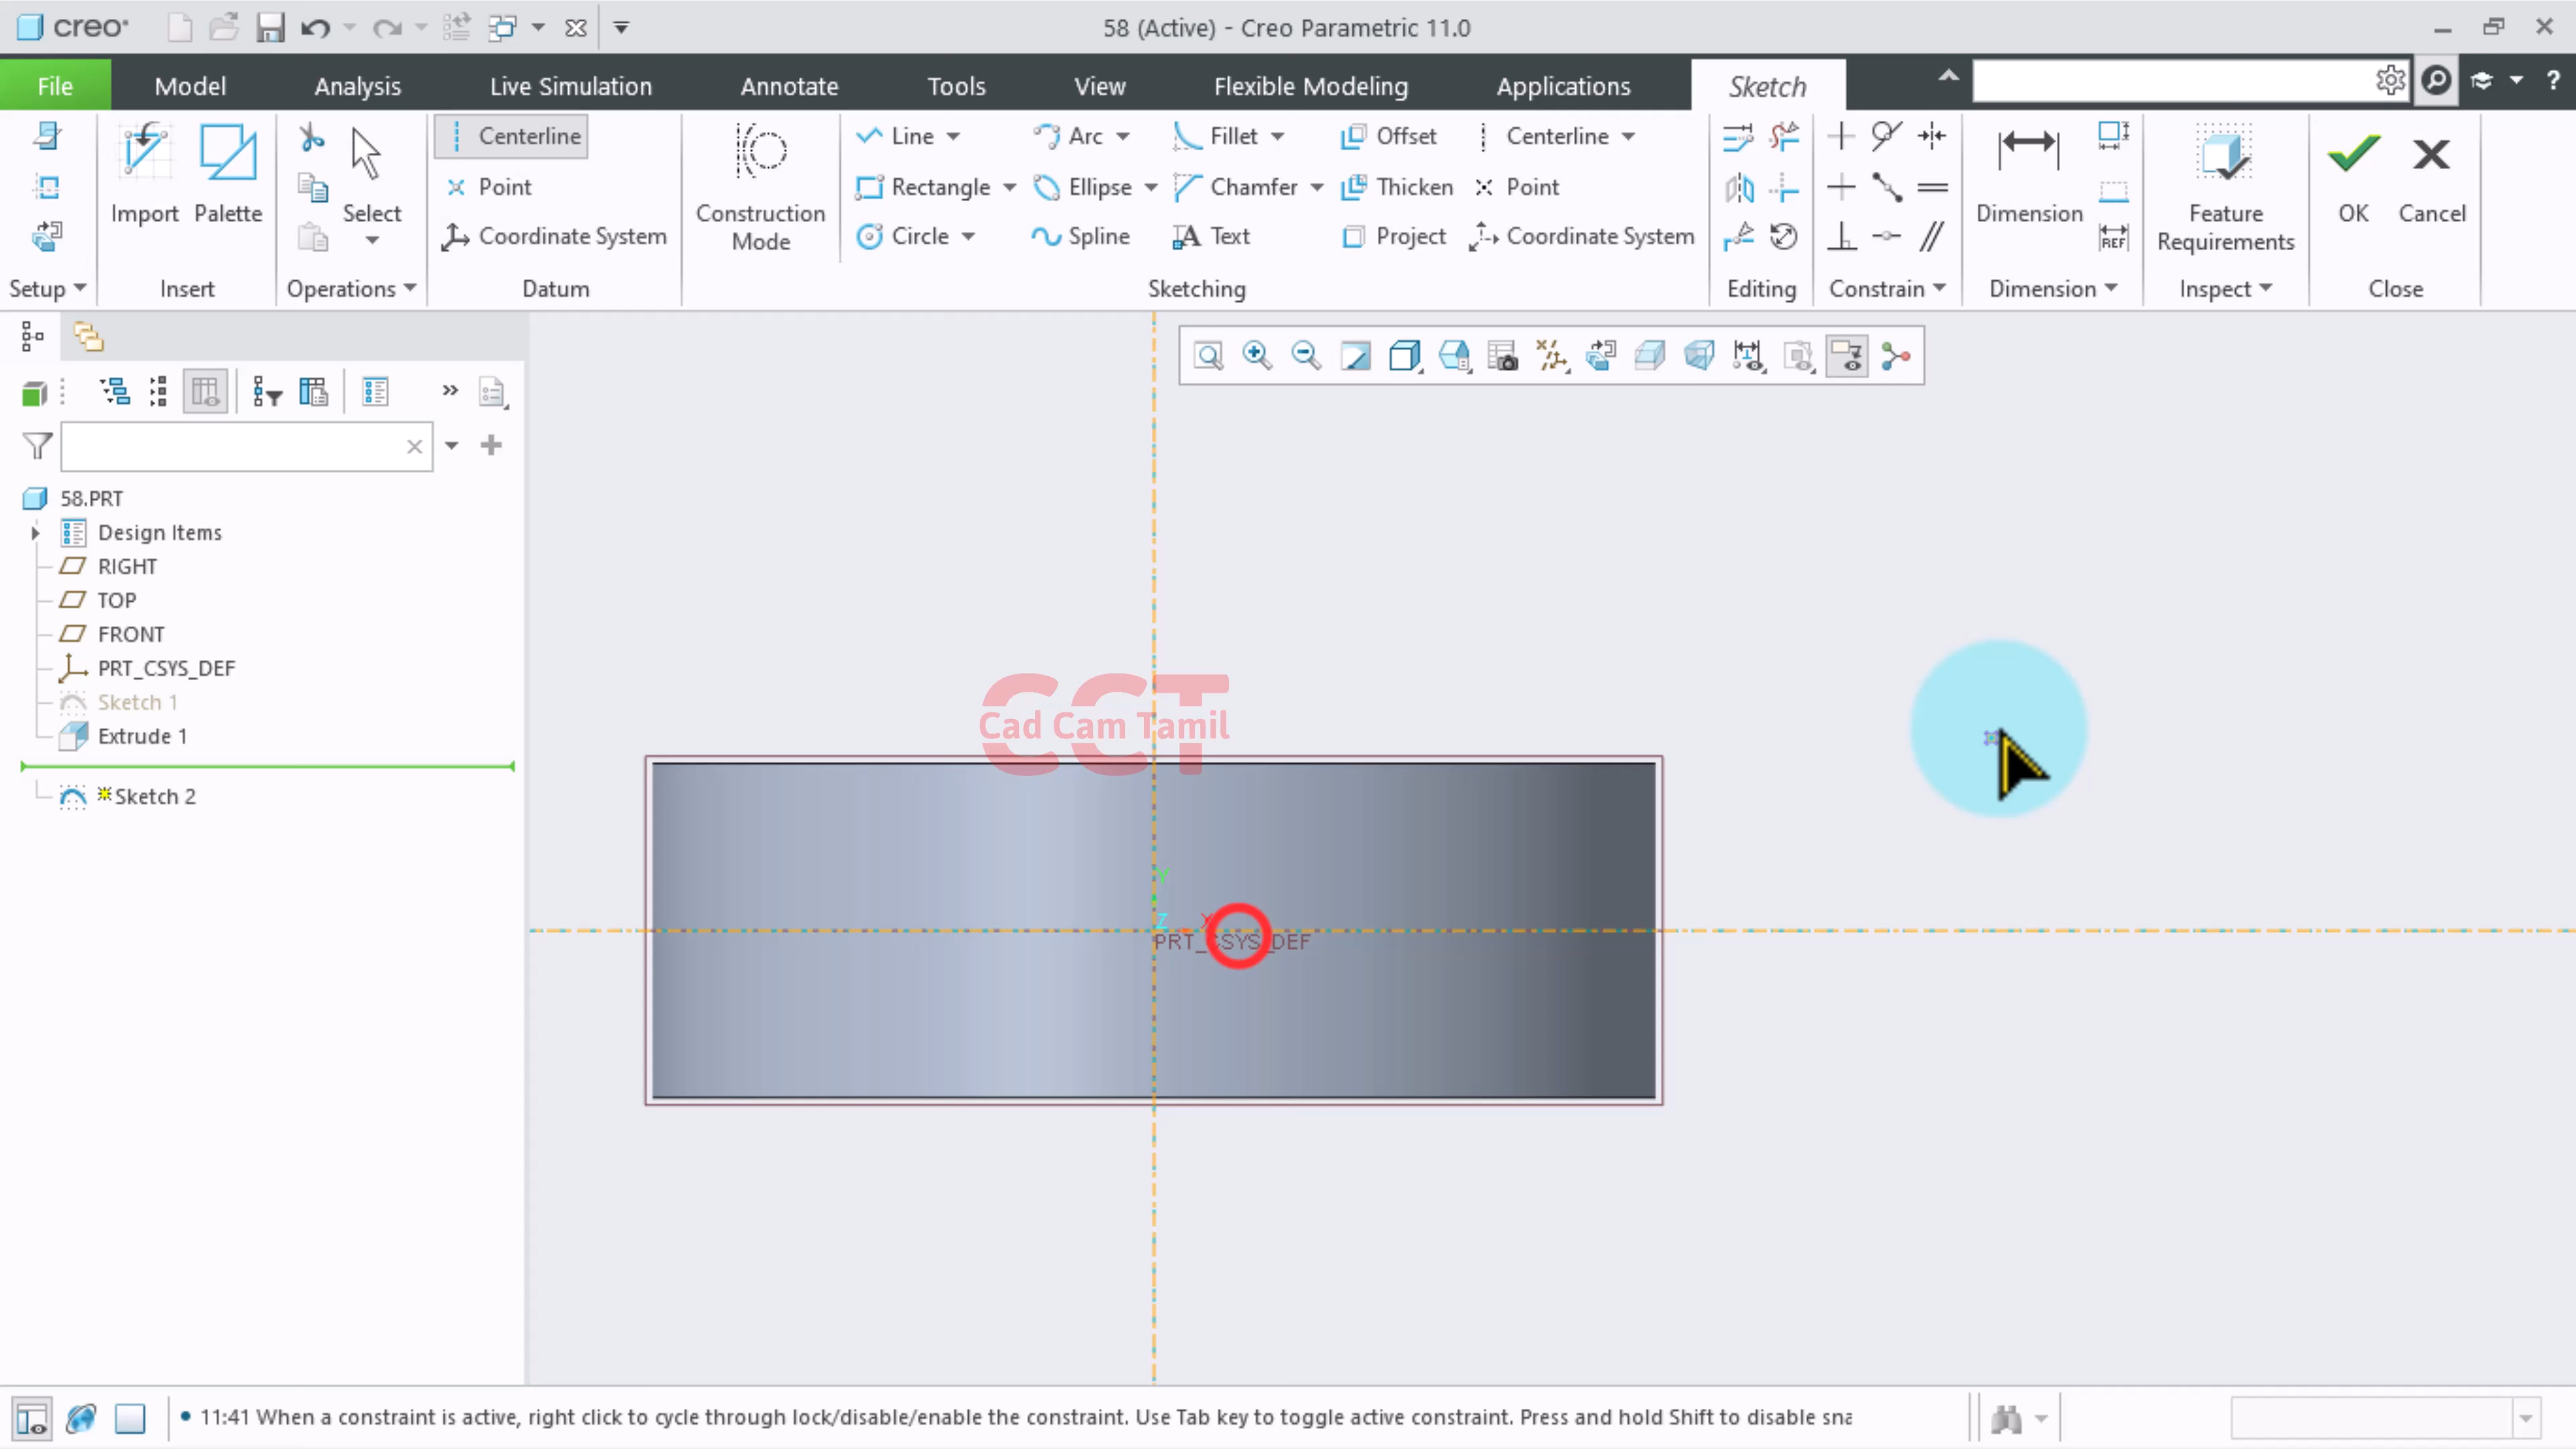 creo
58 (Active) - Creo Parametric 11.0
File Model Analysis Live Simulation Annotate Tools View Flexible Modeling Applications Sketch
Import Palette
Select
Centerline
Point
Coordinate System
Construction
Mode
Line Arc Fillet Offset Centerline
Rectangle Ellipse Chamfer Thicken Point
Circle Spline Text Project Coordinate System
Dimension
REF
Feature
Requirements
OK Cancel
Setup Insert Operations Datum Sketching Editing Constrain Dimension Inspect Close
58.PRT
Design Items
RIGHT
TOP
FRONT
PRT_CSYS_DEF
Sketch 1
Extrude 1
Sketch 2
CCT
Cad Cam Tamil
Y
Z X
PRT_CSYS_DEF
11:41 When a constraint is active, right click to cycle through lock/disable/enable the constraint. Use Tab key to toggle active constraint. Press and hold Shift to disable sna